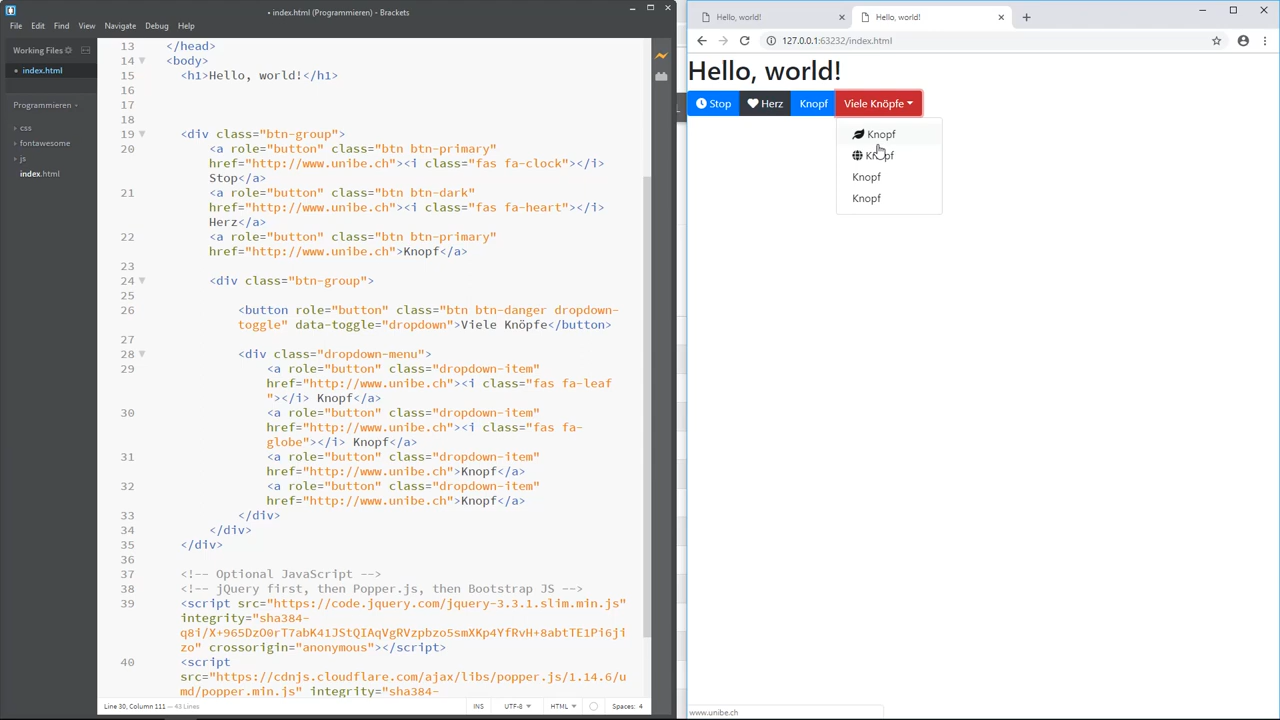 • index.html (Programmieren) - Brackets
File Edit Find View Navigate Debug Help
Working Files
• index.html
Programmieren
css
fontawesome
js
index.html
13 </head>
14 <body>
15 <h1>Hello, world!</h1>
16
17
18
19 <div class="btn-group">
20 <a role="button" class="btn btn-primary"
href="http://www.unibe.ch"><i class="fas fa-clock"></i>
Stop</a>
21 <a role="button" class="btn btn-dark"
href="http://www.unibe.ch"><i class="fas fa-heart"></i>
Herz</a>
22 <a role="button" class="btn btn-primary"
href="http://www.unibe.ch">Knopf</a>
23
24 <div class="btn-group">
25
26 <button role="button" class="btn btn-danger dropdown-
toggle" data-toggle="dropdown">Viele Knöpfe</button>
27
28 <div class="dropdown-menu">
29 <a role="button" class="dropdown-item"
href="http://www.unibe.ch"><i class="fas fa-leaf
"></i> Knopf</a>
30 <a role="button" class="dropdown-item"
href="http://www.unibe.ch"><i class="fas fa-
globe"></i> Knopf</a>
31 <a role="button" class="dropdown-item"
href="http://www.unibe.ch">Knopf</a>
32 <a role="button" class="dropdown-item"
href="http://www.unibe.ch">Knopf</a>
33 </div>
34 </div>
35 </div>
36
37 <!-- Optional JavaScript -->
38 <!-- jQuery first, then Popper.js, then Bootstrap JS -->
39 <script src="https://code.jquery.com/jquery-3.3.1.slim.min.js"
integrity="sha384-
q8i/X+965DzO0rT7abK41JStQIAqVgRVzpbzo5smXKp4YfRvH+8abtTE1Pi6ji
zo" crossorigin="anonymous"></script>
40 <script
src="https://cdnjs.cloudflare.com/ajax/libs/popper.js/1.14.6/u
md/popper.min.js" integrity="sha384-
Line 30, Column 111 — 43 Lines
INS UTF-8 HTML Spaces: 4
Hello, world! Hello, world!
127.0.0.1:63232/index.html
Hello, world!
Stop Herz Knopf Viele Knöpfe
Knopf
Knopf
Knopf
Knopf
www.unibe.ch